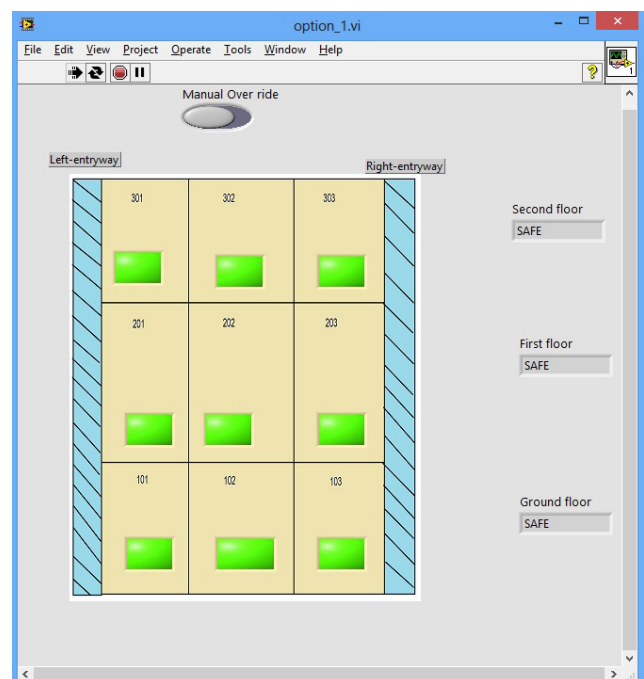 option_1.vi
File Edit View Project Operate Tools Window Help
1
Manual Over ride
Left-entryway
Right-entryway
301 302 303
Second floor
SAFE
201 202 203
First floor
SAFE
101 102 103
Ground floor
SAFE